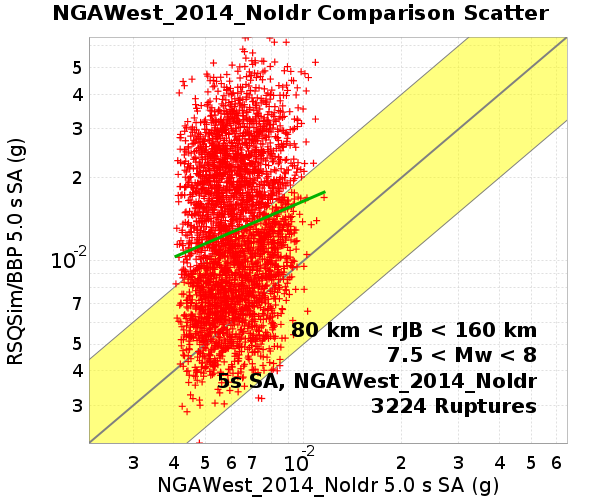 NGAWest_2014_NoIdr Comparison Scatter
RSQSim/BBP 5.0 s SA (g)
5
4
3
2
10-2
7
5
4
3
80 km < rJB < 160 km
7.5 < Mw < 8
5s SA, NGAWest_2014_NoIdr
3224 Ruptures
3 4 5 6 7 10-2 2 3 4 5 6
NGAWest_2014_NoIdr 5.0 s SA (g)